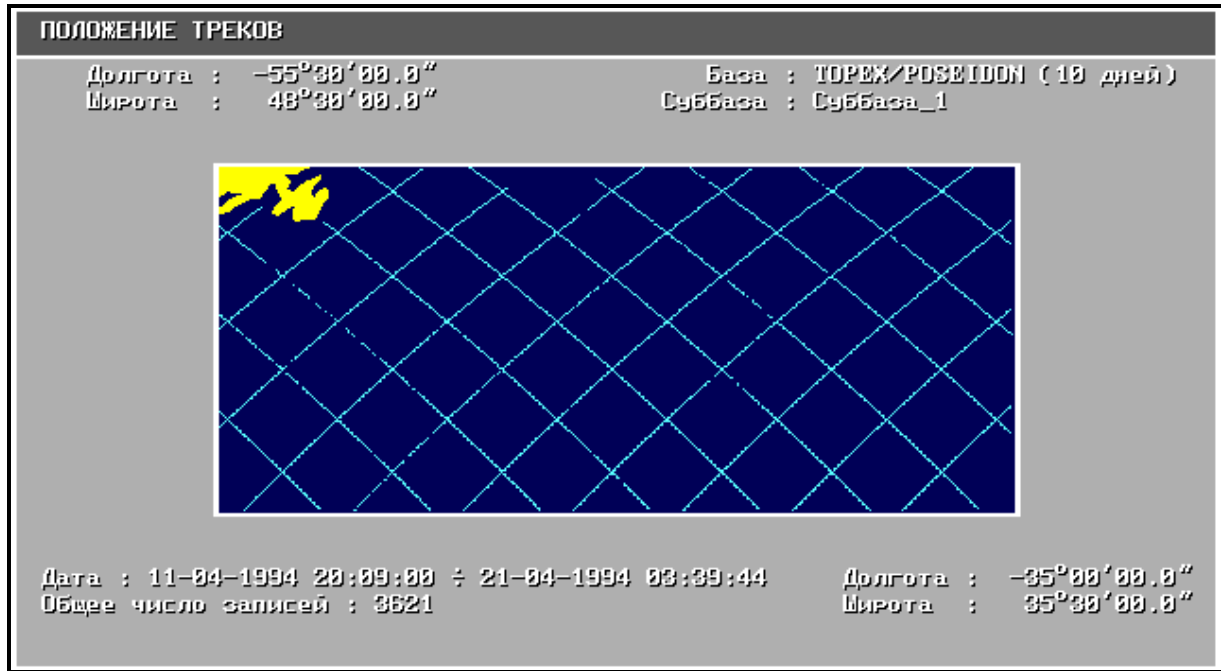 ПОЛОЖЕНИЕ ТРЕКОВ
Долгота : -55°30'00.0" База : TOPEX/POSEIDON (10 дней)
Широта : 48°30'00.0" Суббаза : Суббаза_1
Дата : 11-04-1994 20:09:00 ÷ 21-04-1994 03:39:44 Долгота : -35°00'00.0"
Общее число записей : 3621 Широта : 35°30'00.0"